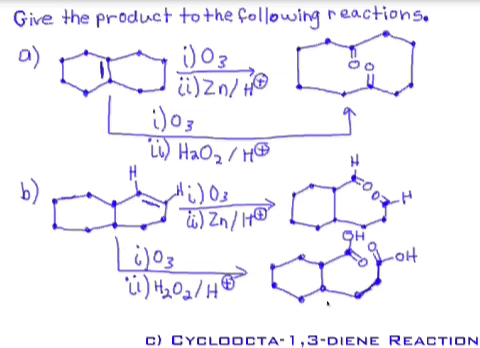 Give the product to the following reactions.
a)
i) O3
ii) Zn/H⊕
O O
i) O3
ii) H2O2/H⊕
b)
H
H
i) O3
ii) Zn/H⊕
H
O
O
H
i) O3
ii) H2O2/H⊕
OH
O
O
OH
c) Cycloocta-1,3-diene Reaction